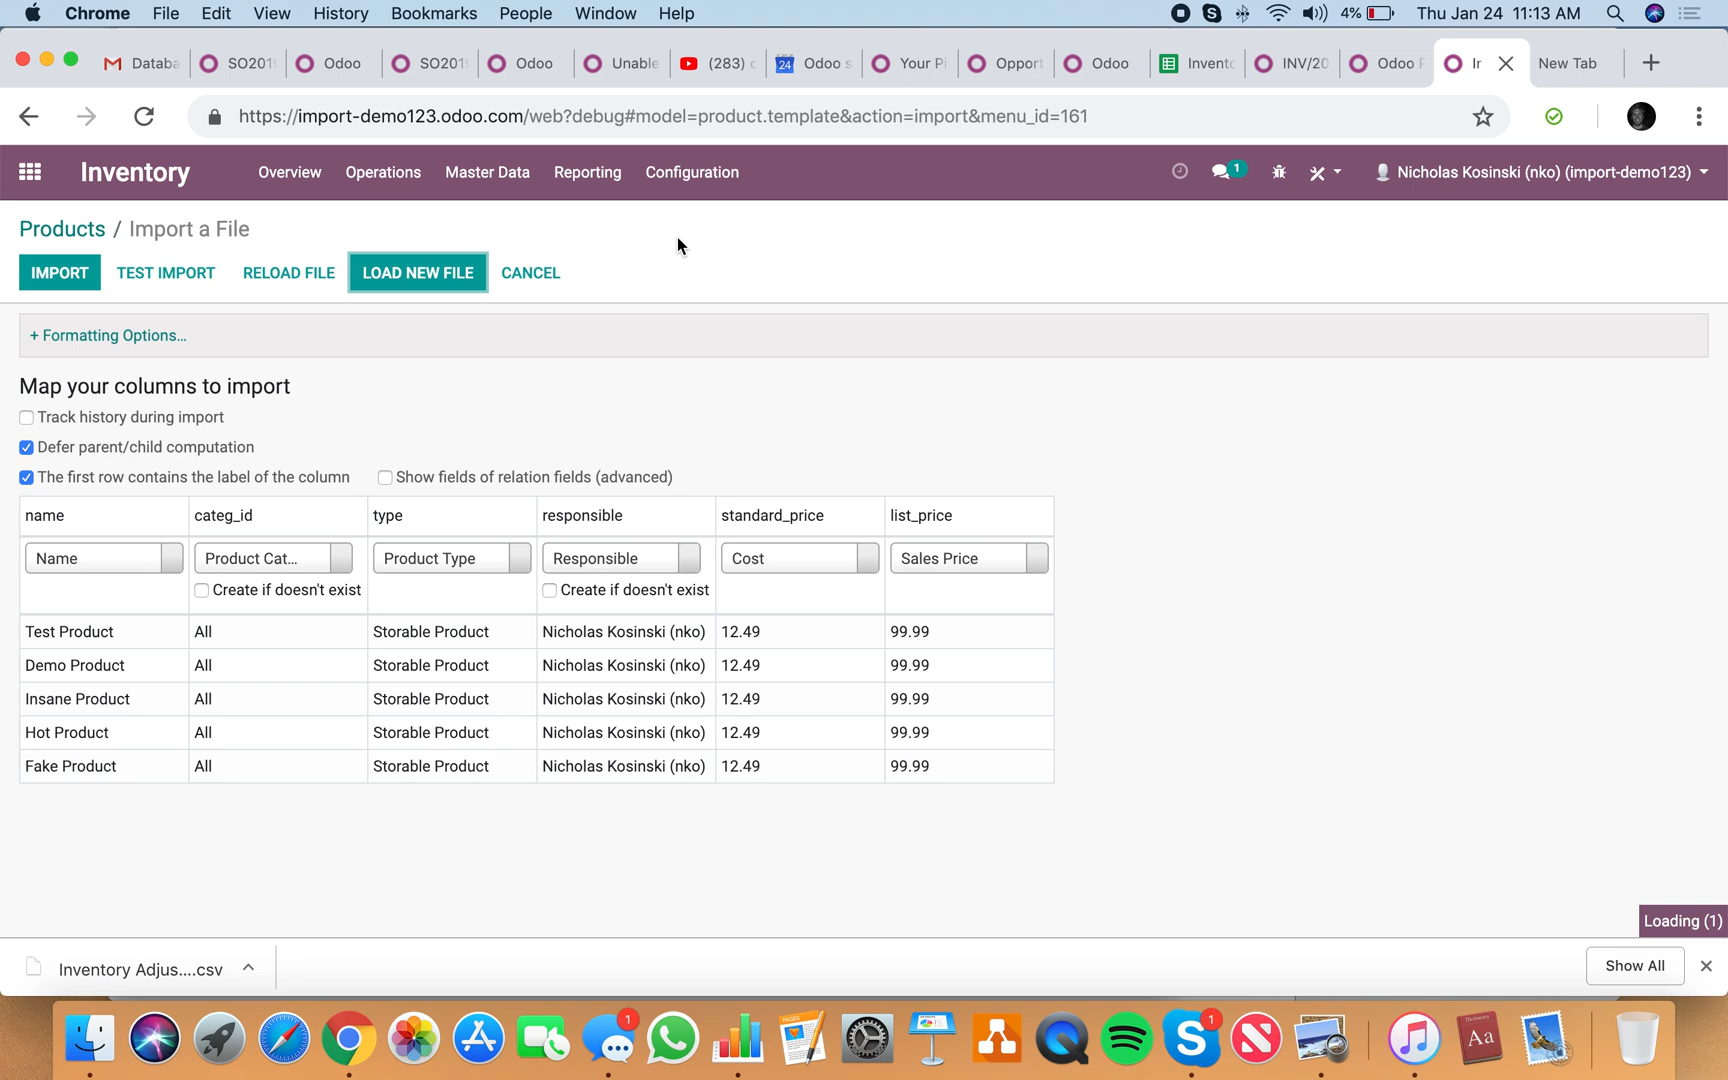 Chrome File Edit View History Bookmarks People Window Help 4% Thu Jan 24 11:13 AM
Databa SO201 Odoo SO201 Odoo Unable (283) 24 Odoo s Your Pi Opport Odoo Invento INV/20 Odoo New Tab
https://import-demo123.odoo.com/web?debug#model=product.template&action=import&menu_id=161
Inventory Overview Operations Master Data Reporting Configuration 1 Nicholas Kosinski (nko) (import-demo123)
Products / Import a File
IMPORT TEST IMPORT RELOAD FILE LOAD NEW FILE CANCEL
+ Formatting Options…
Map your columns to import
Track history during import
Defer parent/child computation
The first row contains the label of the column Show fields of relation fields (advanced)
name categ_id type responsible standard_price list_price
Name Product Cat... Product Type Responsible Cost Sales Price
Create if doesn't exist Create if doesn't exist
Test Product All Storable Product Nicholas Kosinski (nko) 12.49 99.99
Demo Product All Storable Product Nicholas Kosinski (nko) 12.49 99.99
Insane Product All Storable Product Nicholas Kosinski (nko) 12.49 99.99
Hot Product All Storable Product Nicholas Kosinski (nko) 12.49 99.99
Fake Product All Storable Product Nicholas Kosinski (nko) 12.49 99.99
Loading (1)
Inventory Adjus....csv Show All
1 PAGES 1 Dictionary Aa